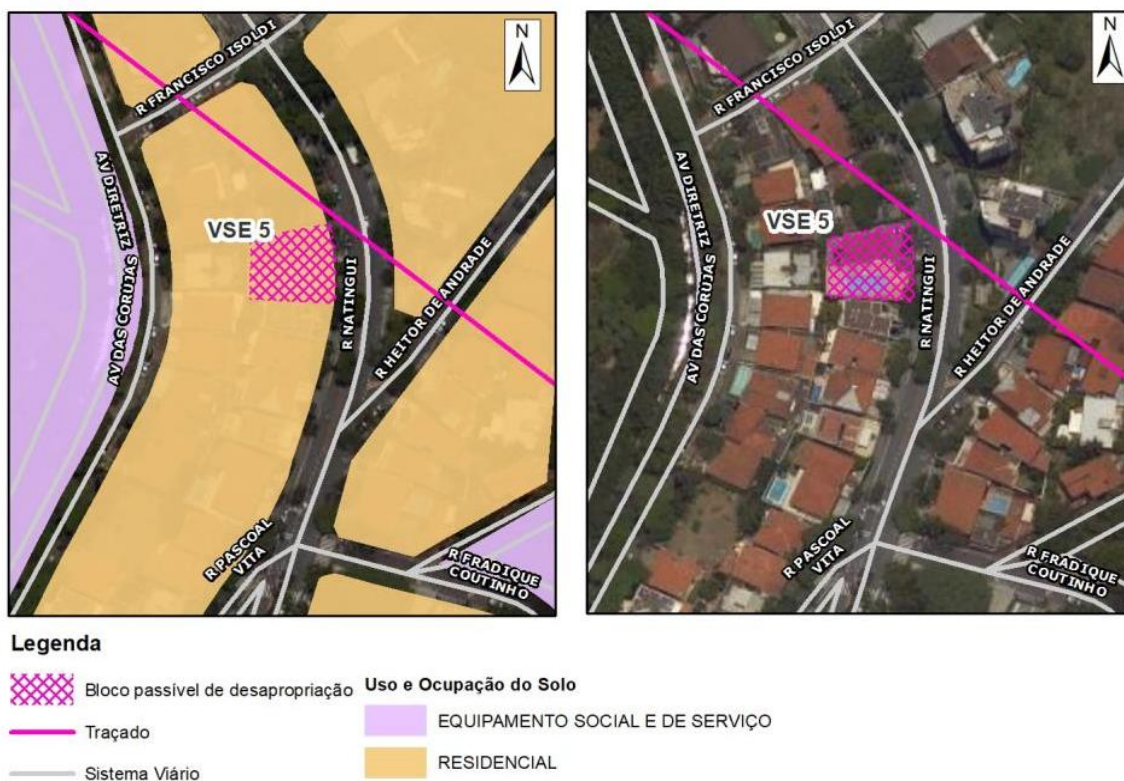 N
R FRANCISCO ISOLDI
AV DIRETRIZ
AV DAS CORUJAS
VSE 5
R NATINGUI
R HEITOR DE ANDRADE
R PASCOAL
VITA
R FRADIQUE
COUTINHO
N
R FRANCISCO ISOLDI
AV DIRETRIZ
AV DAS CORUJAS
VSE 5
R NATINGUI
R HEITOR DE ANDRADE
R PASCOAL
VITA
R FRADIQUE
COUTINHO
Legenda
Bloco passível de desapropriação
Traçado
Sistema Viário
Uso e Ocupação do Solo
EQUIPAMENTO SOCIAL E DE SERVIÇO
RESIDENCIAL